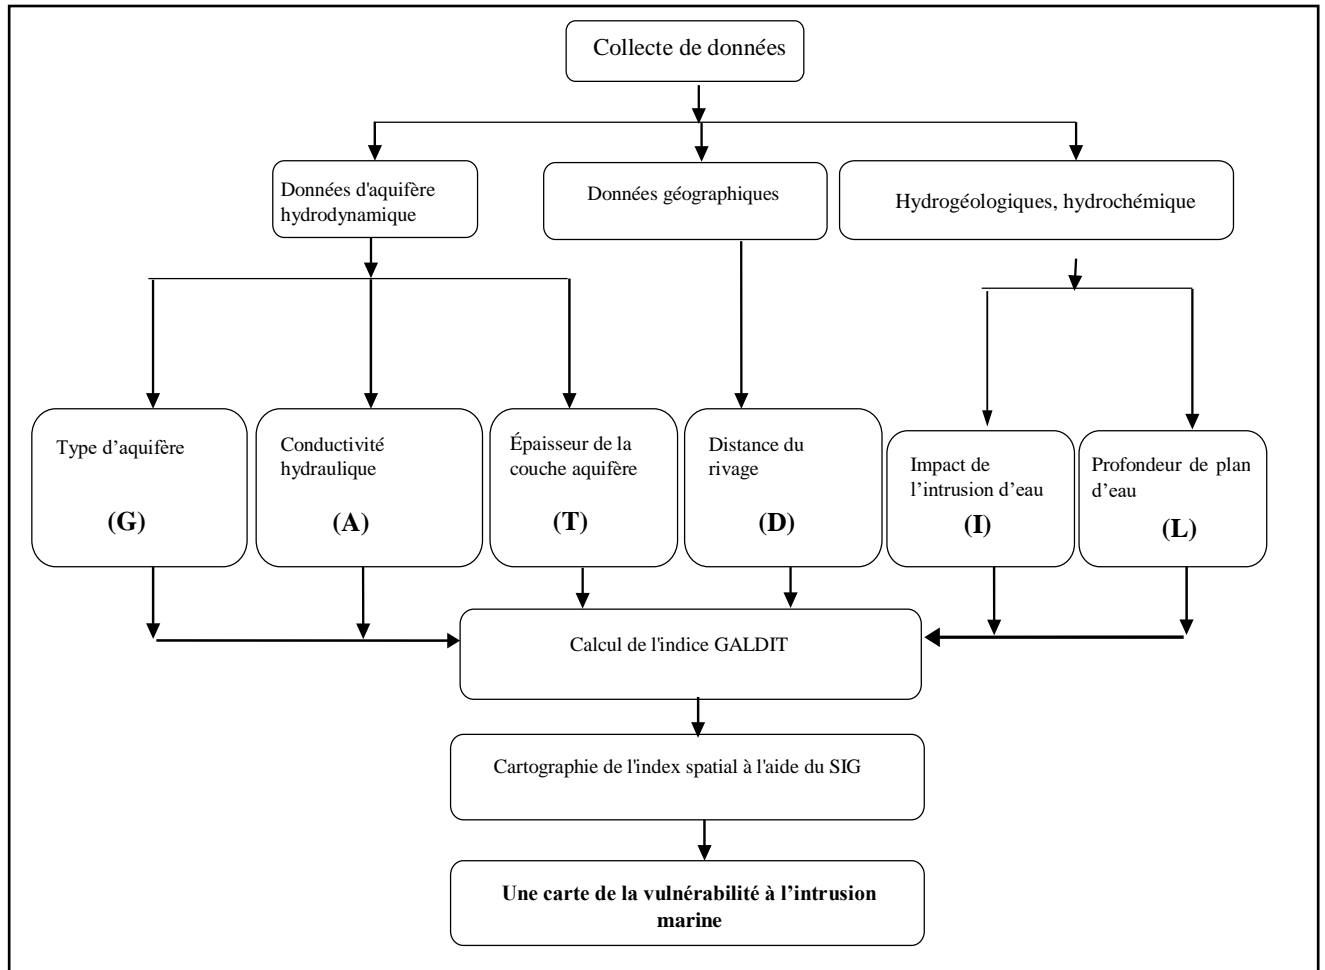 Collecte de données
Données d'aquifère
hydrodynamique
Données géographiques
Hydrogéologiques, hydrochémique
Type d’aquifère
(G)
Conductivité
hydraulique
(A)
Épaisseur de la
couche aquifère
(T)
Distance du
rivage
(D)
Impact de
l’intrusion d’eau
(I)
Profondeur de plan
d’eau
(L)
Calcul de l'indice GALDIT
Cartographie de l'index spatial à l'aide du SIG
Une carte de la vulnérabilité à l’intrusion
marine